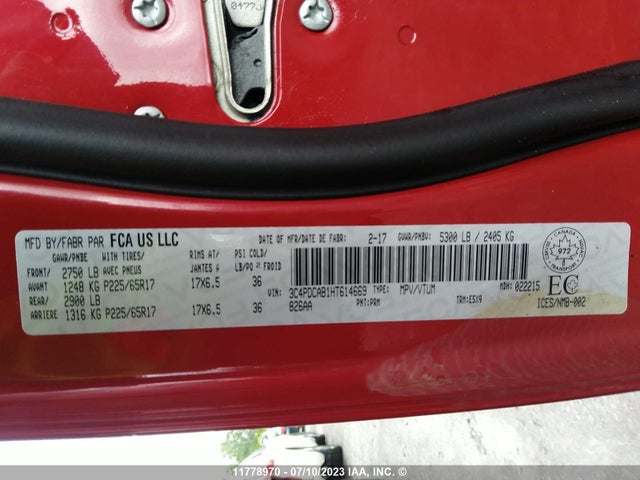 04773
MFD BY/FABR PAR FCA US LLC
DATE OF MFR/DATE DE FABR: 2-17 GVWR/PNBV: 5300 LB / 2405 KG
GAWR/PNBE WITH TIRES/ RIMS AT/ PSI COLD/
FRONT/ 2750 LB AVEC PNEUS JANTES A LB/PO² FROID
AVANT 1248 KG P225/65R17 17X6.5 36
REAR/ 2900 LB
ARRIERE 1316 KG P225/65R17 17X6.5 36
VIN: 3C4PDCAB1HT614669 TYPE: MPV/VTUM MDH: 022215
826AA PNT: PRM TRM: E5X9
CANADA
972
EC
ICES/NMB-002
11778970 - 07/10/2023 IAA, INC. ©